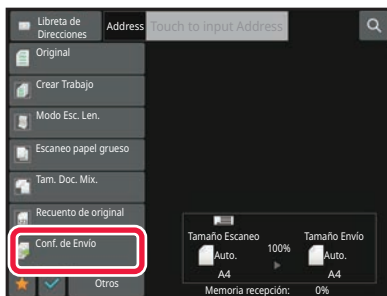 Libreta de
Direcciones
Address
Touch to input Address
Original
Crear Trabajo
Modo Esc. Len.
Escaneo papel grueso
Tam. Doc. Mix.
Recuento de original
Conf. de Envío
Otros
Tamaño Escaneo
100%
Tamaño Envío
Auto.
Auto.
A4
A4
Memoria recepción: 0%